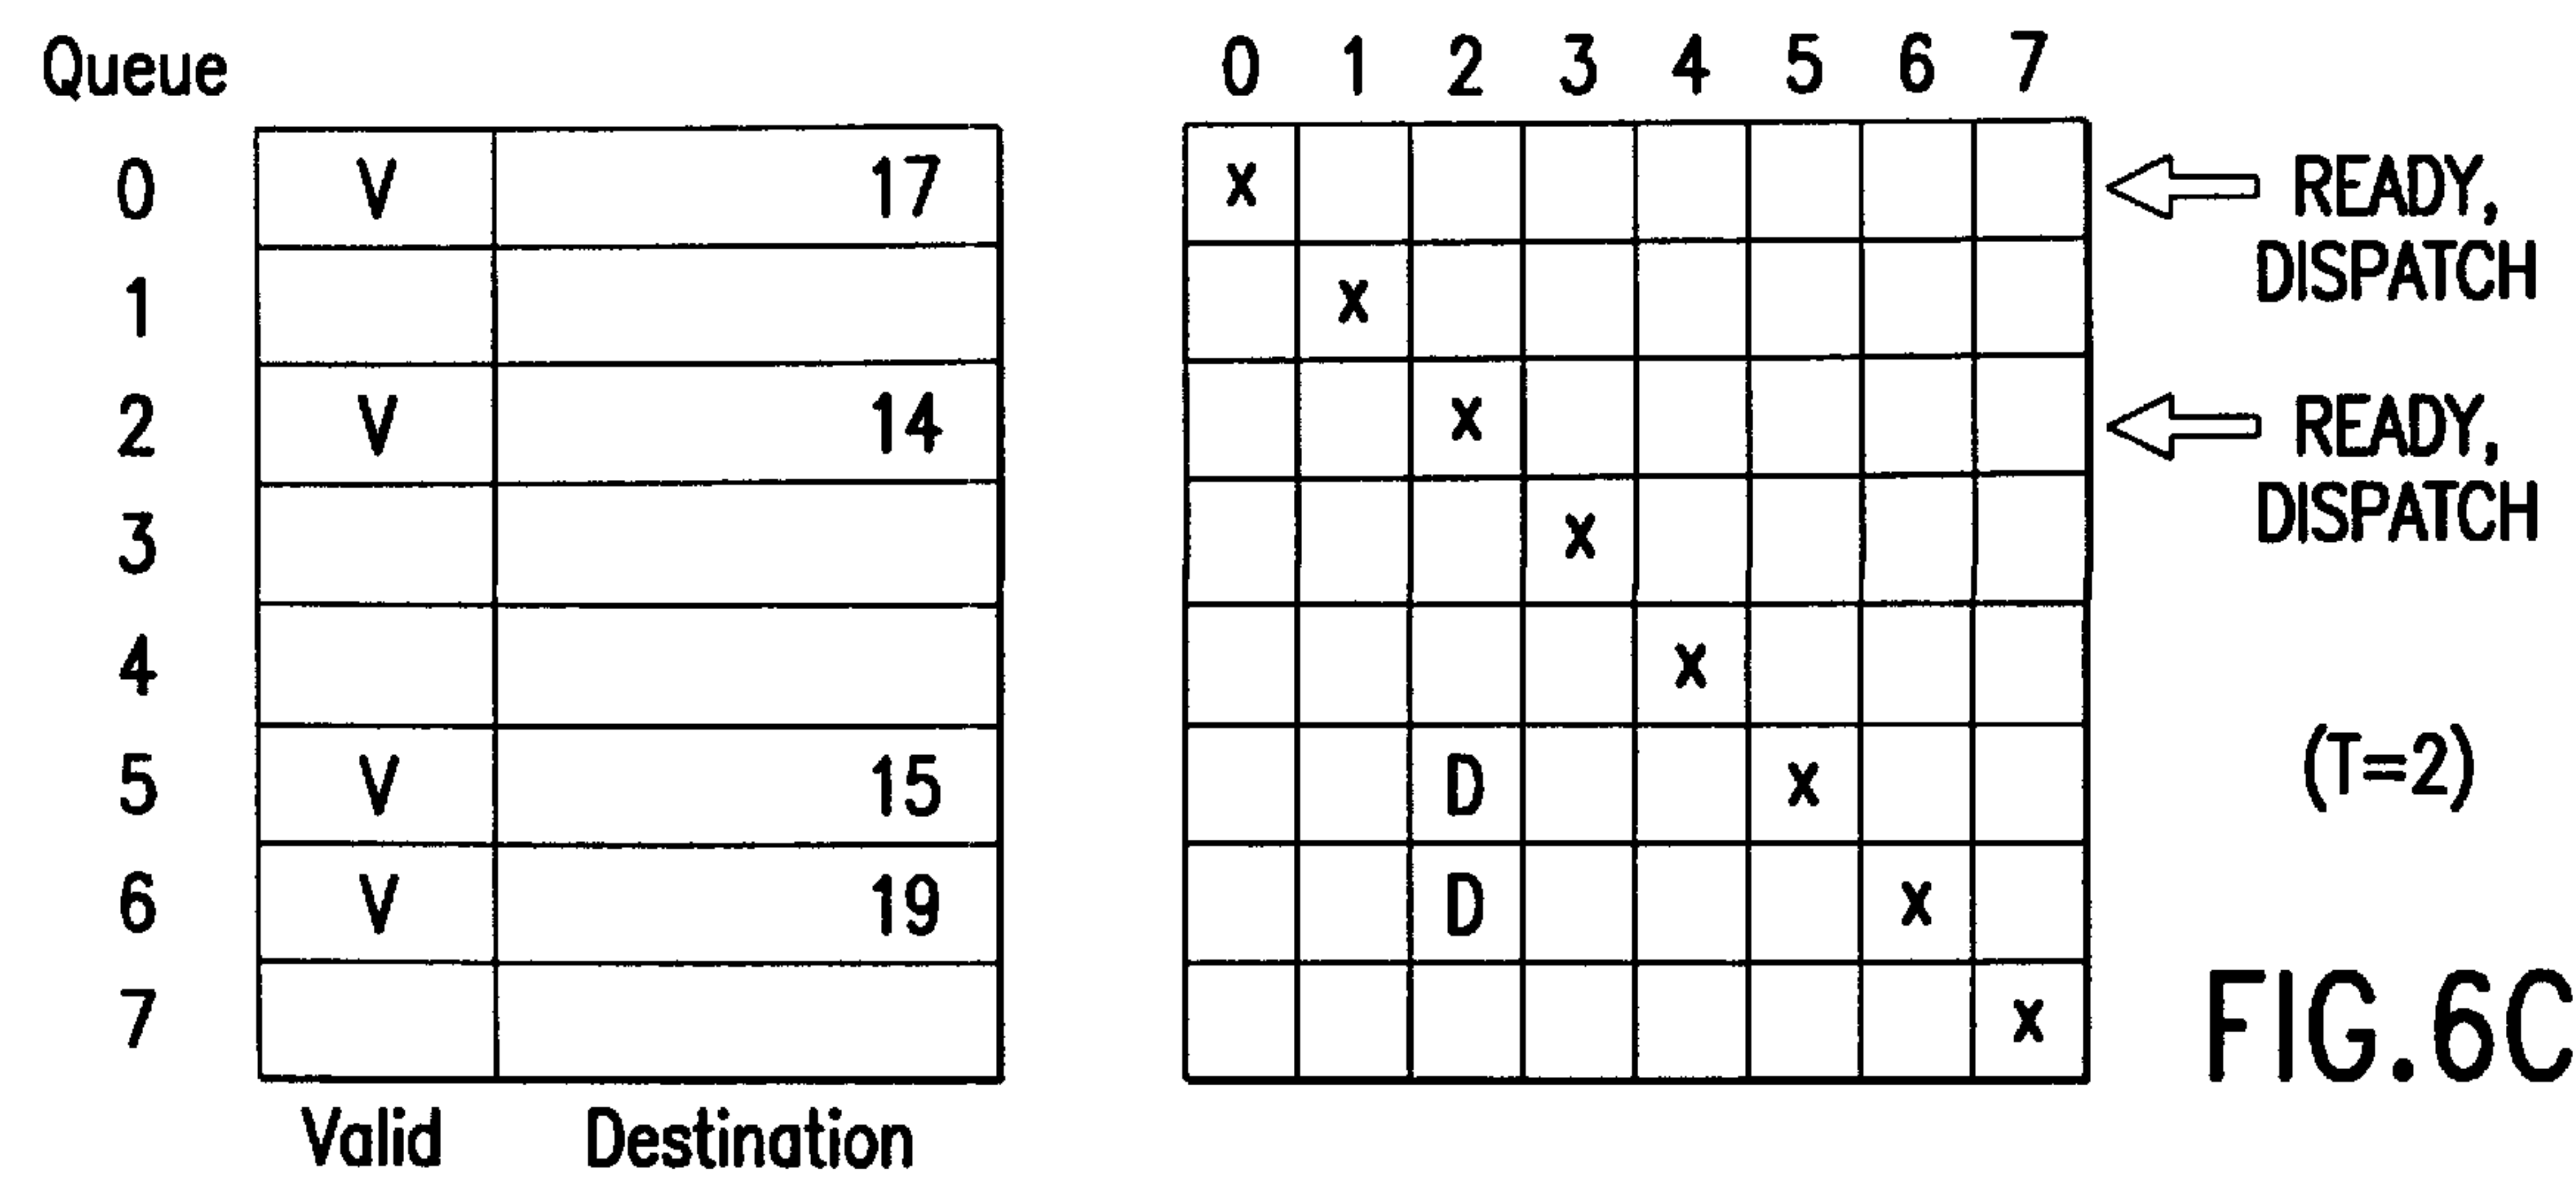 Queue 0 1 2 3 4 5 6 7
0 V 17 x READY,
DISPATCH
1 x
2 V 14 x READY,
DISPATCH
3 x
4 x
5 V 15 D x (T=2)
6 V 19 D x
7 x
FIG.6C
Valid Destination